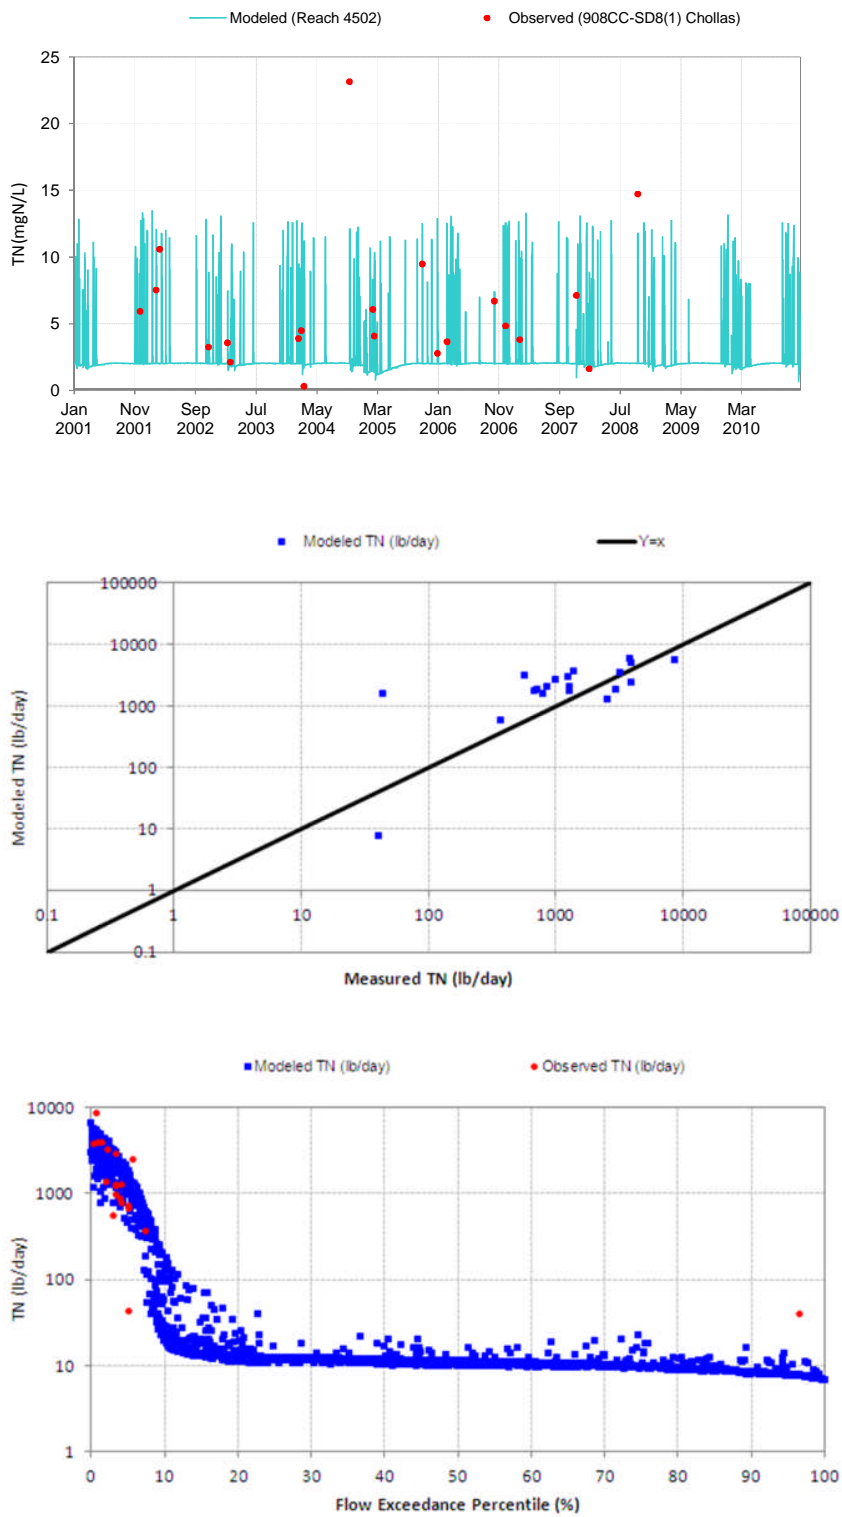 Modeled (Reach 4502) Observed (908CC-SD8(1) Chollas)
25
20
15
10
5
0
TN(mgN/L)
Jan Nov Sep Jul May Mar Jan Nov Sep Jul May Mar
2001 2001 2002 2003 2004 2005 2006 2006 2007 2008 2009 2010
Modeled TN (lb/day) Y=x
100000
10000
1000
100
10
1
0.1
Modeled TN (lb/day)
0.1 1 10 100 1000 10000 100000
Measured TN (lb/day)
Modeled TN (lb/day) Observed TN (lb/day)
10000
1000
100
10
1
TN (lb/day)
0 10 20 30 40 50 60 70 80 90 100
Flow Exceedance Percentile (%)